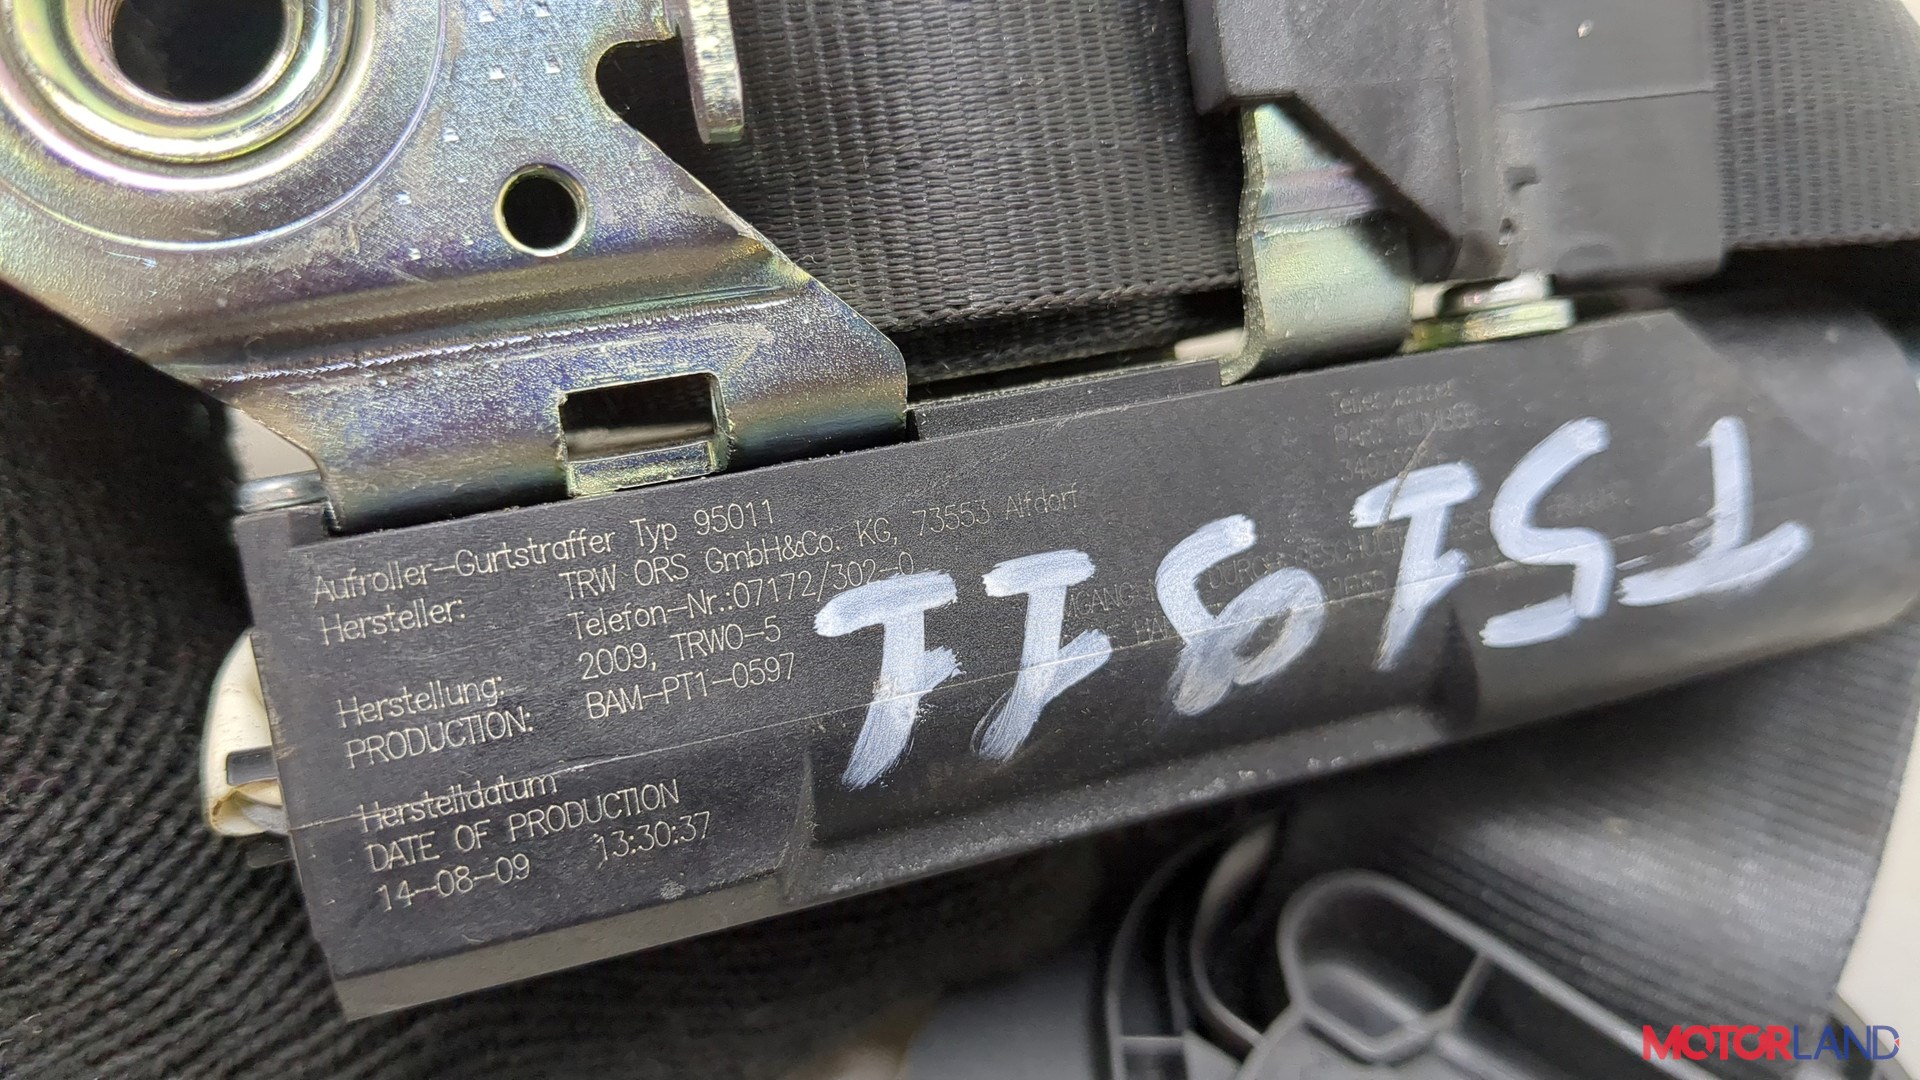 Aufroller-Gurtstraffer Typ 95011
Hersteller: TRW ORS GmbH&Co. KG, 73553 Alfdorf
Telefon-Nr.:07172/302-0
Herstellung: 2009, TRWO-5
PRODUCTION: BAM-PT1-0597
Herstelldatum
DATE OF PRODUCTION
14-08-09 13:30:37
PART NUMBER
T51911
MOTORLAND